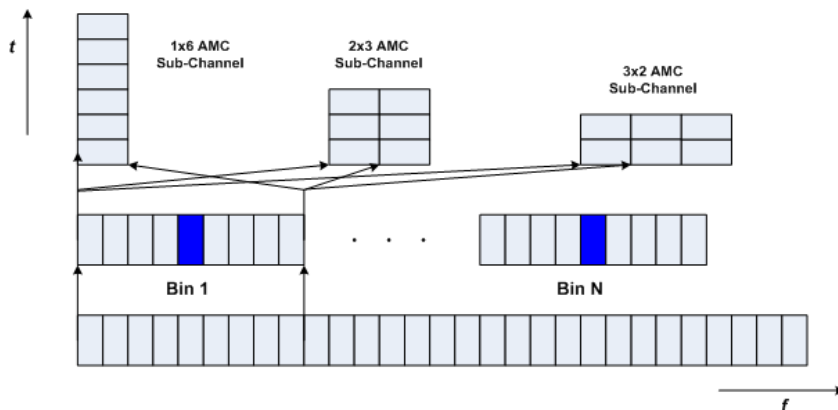 t
1x6 AMC
Sub-Channel
2x3 AMC
Sub-Channel
3x2 AMC
Sub-Channel
. . .
Bin 1
Bin N
f